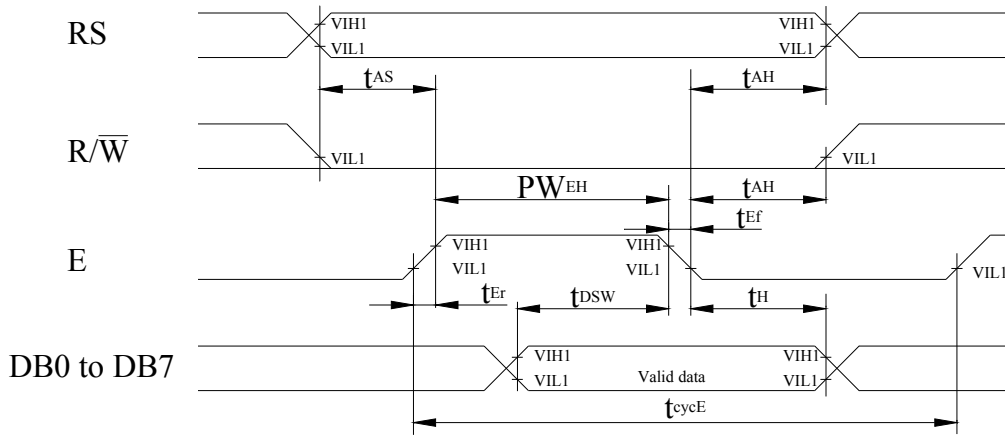 RS
VIH1
VIL1
VIH1
VIL1
tAS
tAH
R/W̅
VIL1
VIL1
PWEH
tAH
tEf
E
VIH1
VIL1
VIH1
VIL1
VIL1
tEr
tDSW
tH
DB0 to DB7
VIH1
VIL1
Valid data
VIH1
VIL1
tcycE